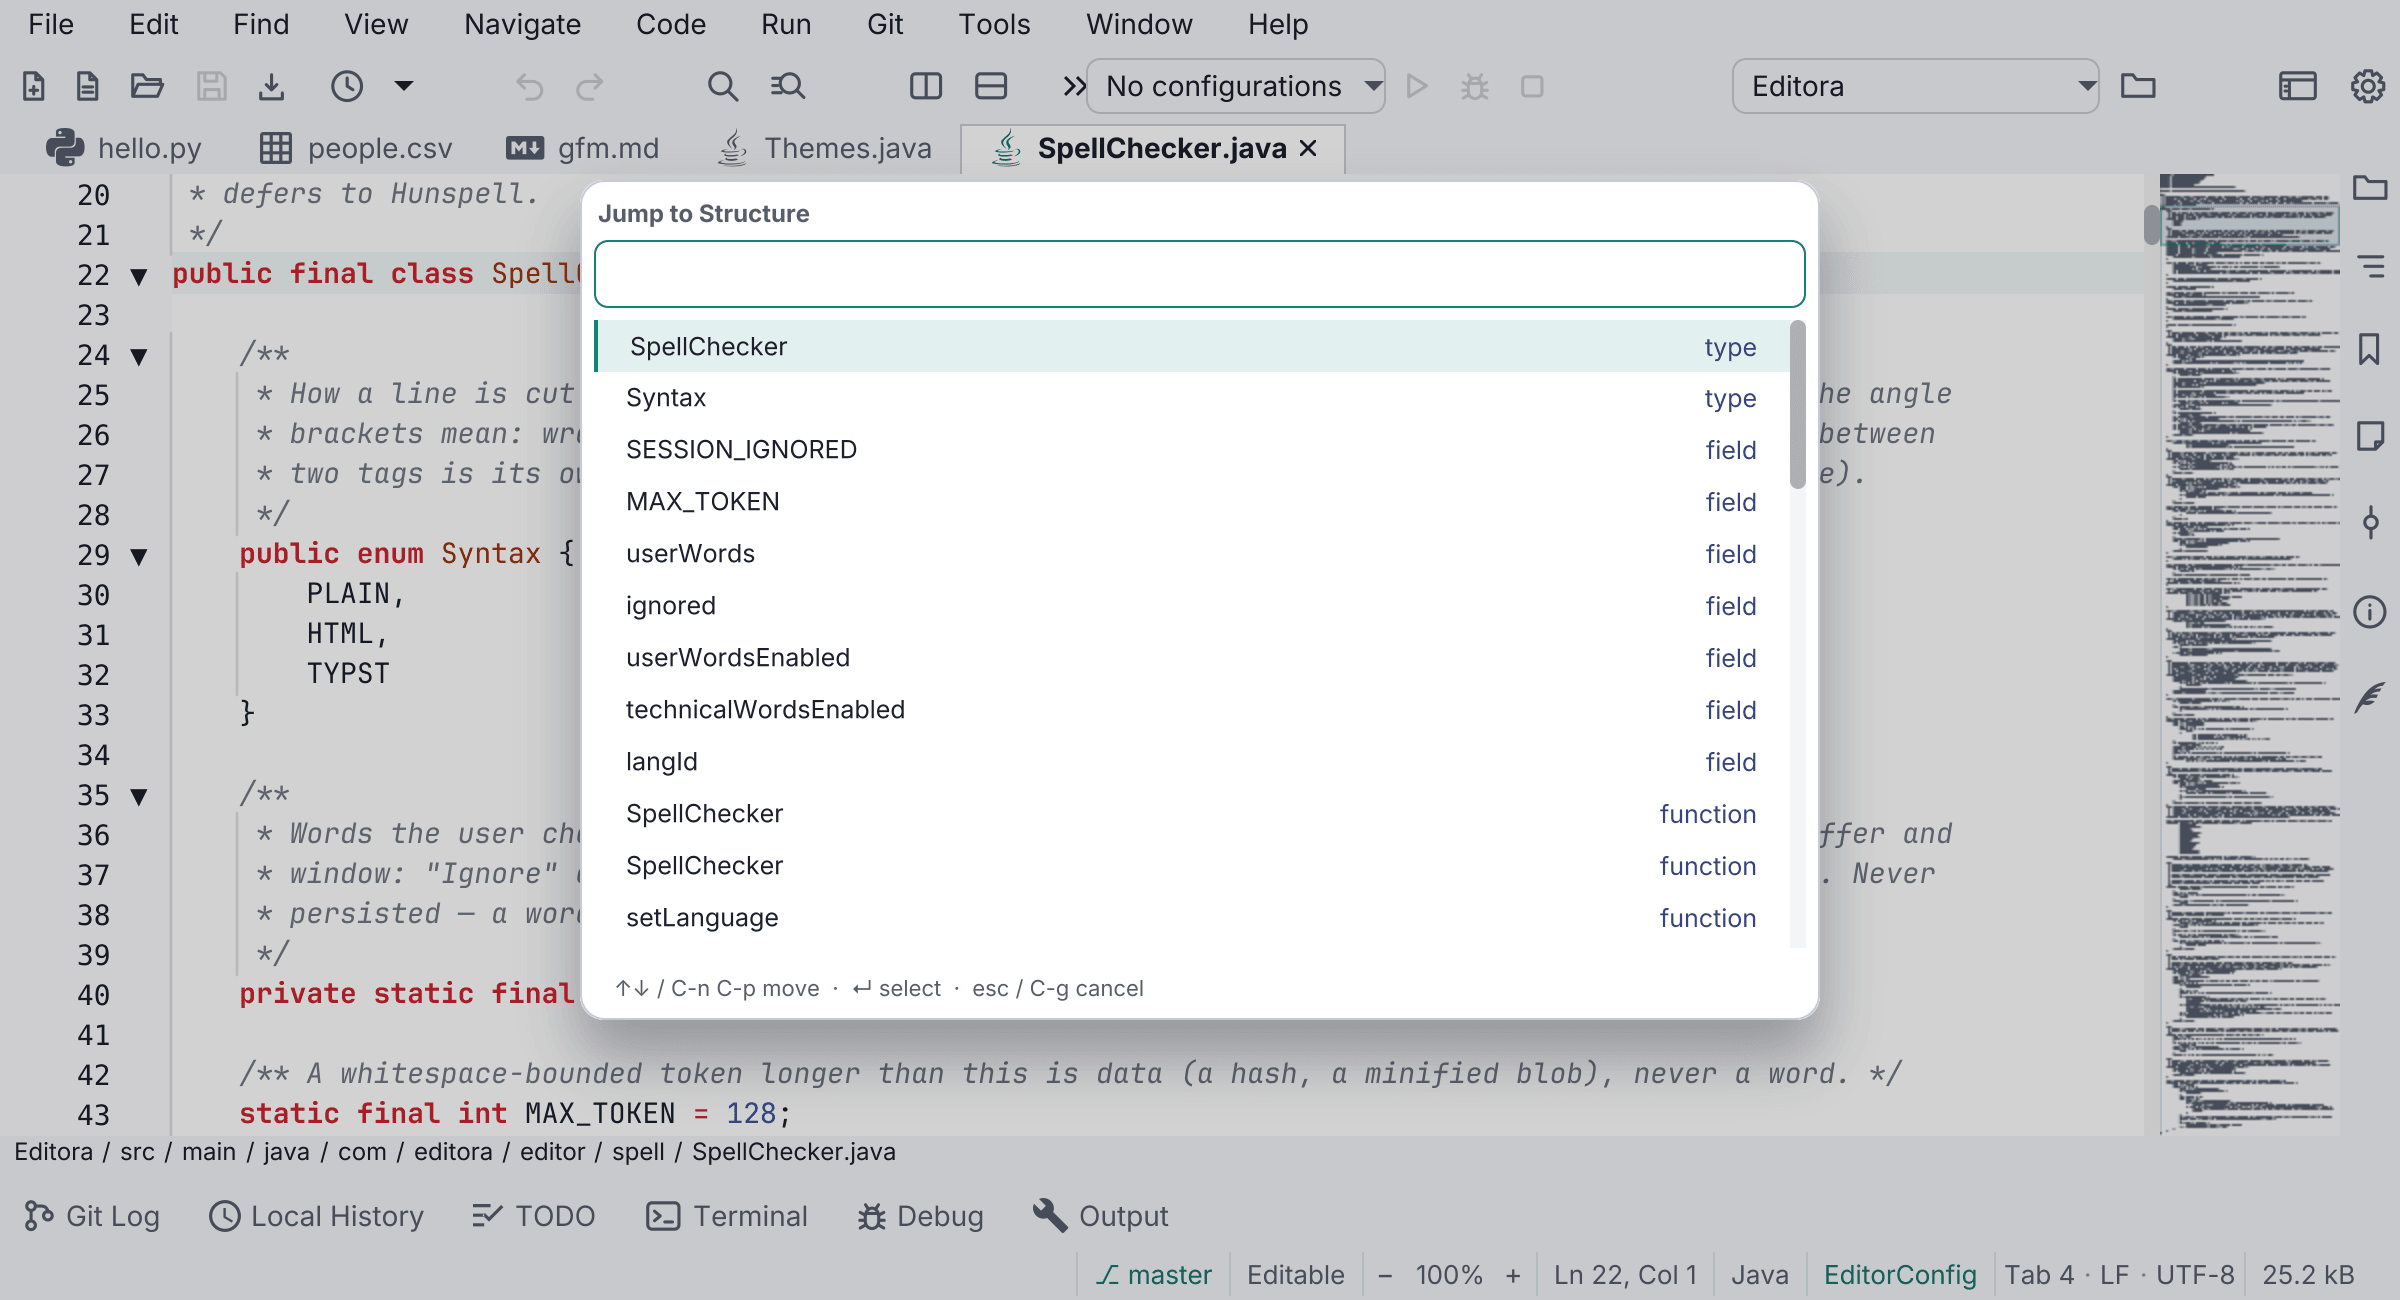 File Edit Find View Navigate Code Run Git Tools Window Help
No configurations Editora
hello.py people.csv gfm.md Themes.java SpellChecker.java
20 * defers to Hunspell.
21 */
22 public final class Spell
23
24 /**
25 * How a line is cut he angle
26 * brackets mean: between
27 * two tags is its e).
28 */
29 public enum Syntax {
30 PLAIN,
31 HTML,
32 TYPST
33 }
34
35 /**
36 * Words the user ffer and
37 * window: "Ignore" . Never
38 * persisted — a
39 */
40 private static final
41
42 /** A whitespace-bounded token longer than this is data (a hash, a minified blob), never a word. */
43 static final int MAX_TOKEN = 128;
Jump to Structure
SpellChecker type
Syntax type
SESSION_IGNORED field
MAX_TOKEN field
userWords field
ignored field
userWordsEnabled field
technicalWordsEnabled field
langId field
SpellChecker function
SpellChecker function
setLanguage function
↑↓ / C-n C-p move · ↵ select · esc / C-g cancel
Editora / src / main / java / com / editora / editor / spell / SpellChecker.java
Git Log Local History TODO Terminal Debug Output
master Editable − 100% + Ln 22, Col 1 Java EditorConfig Tab 4 · LF · UTF-8 25.2 kB